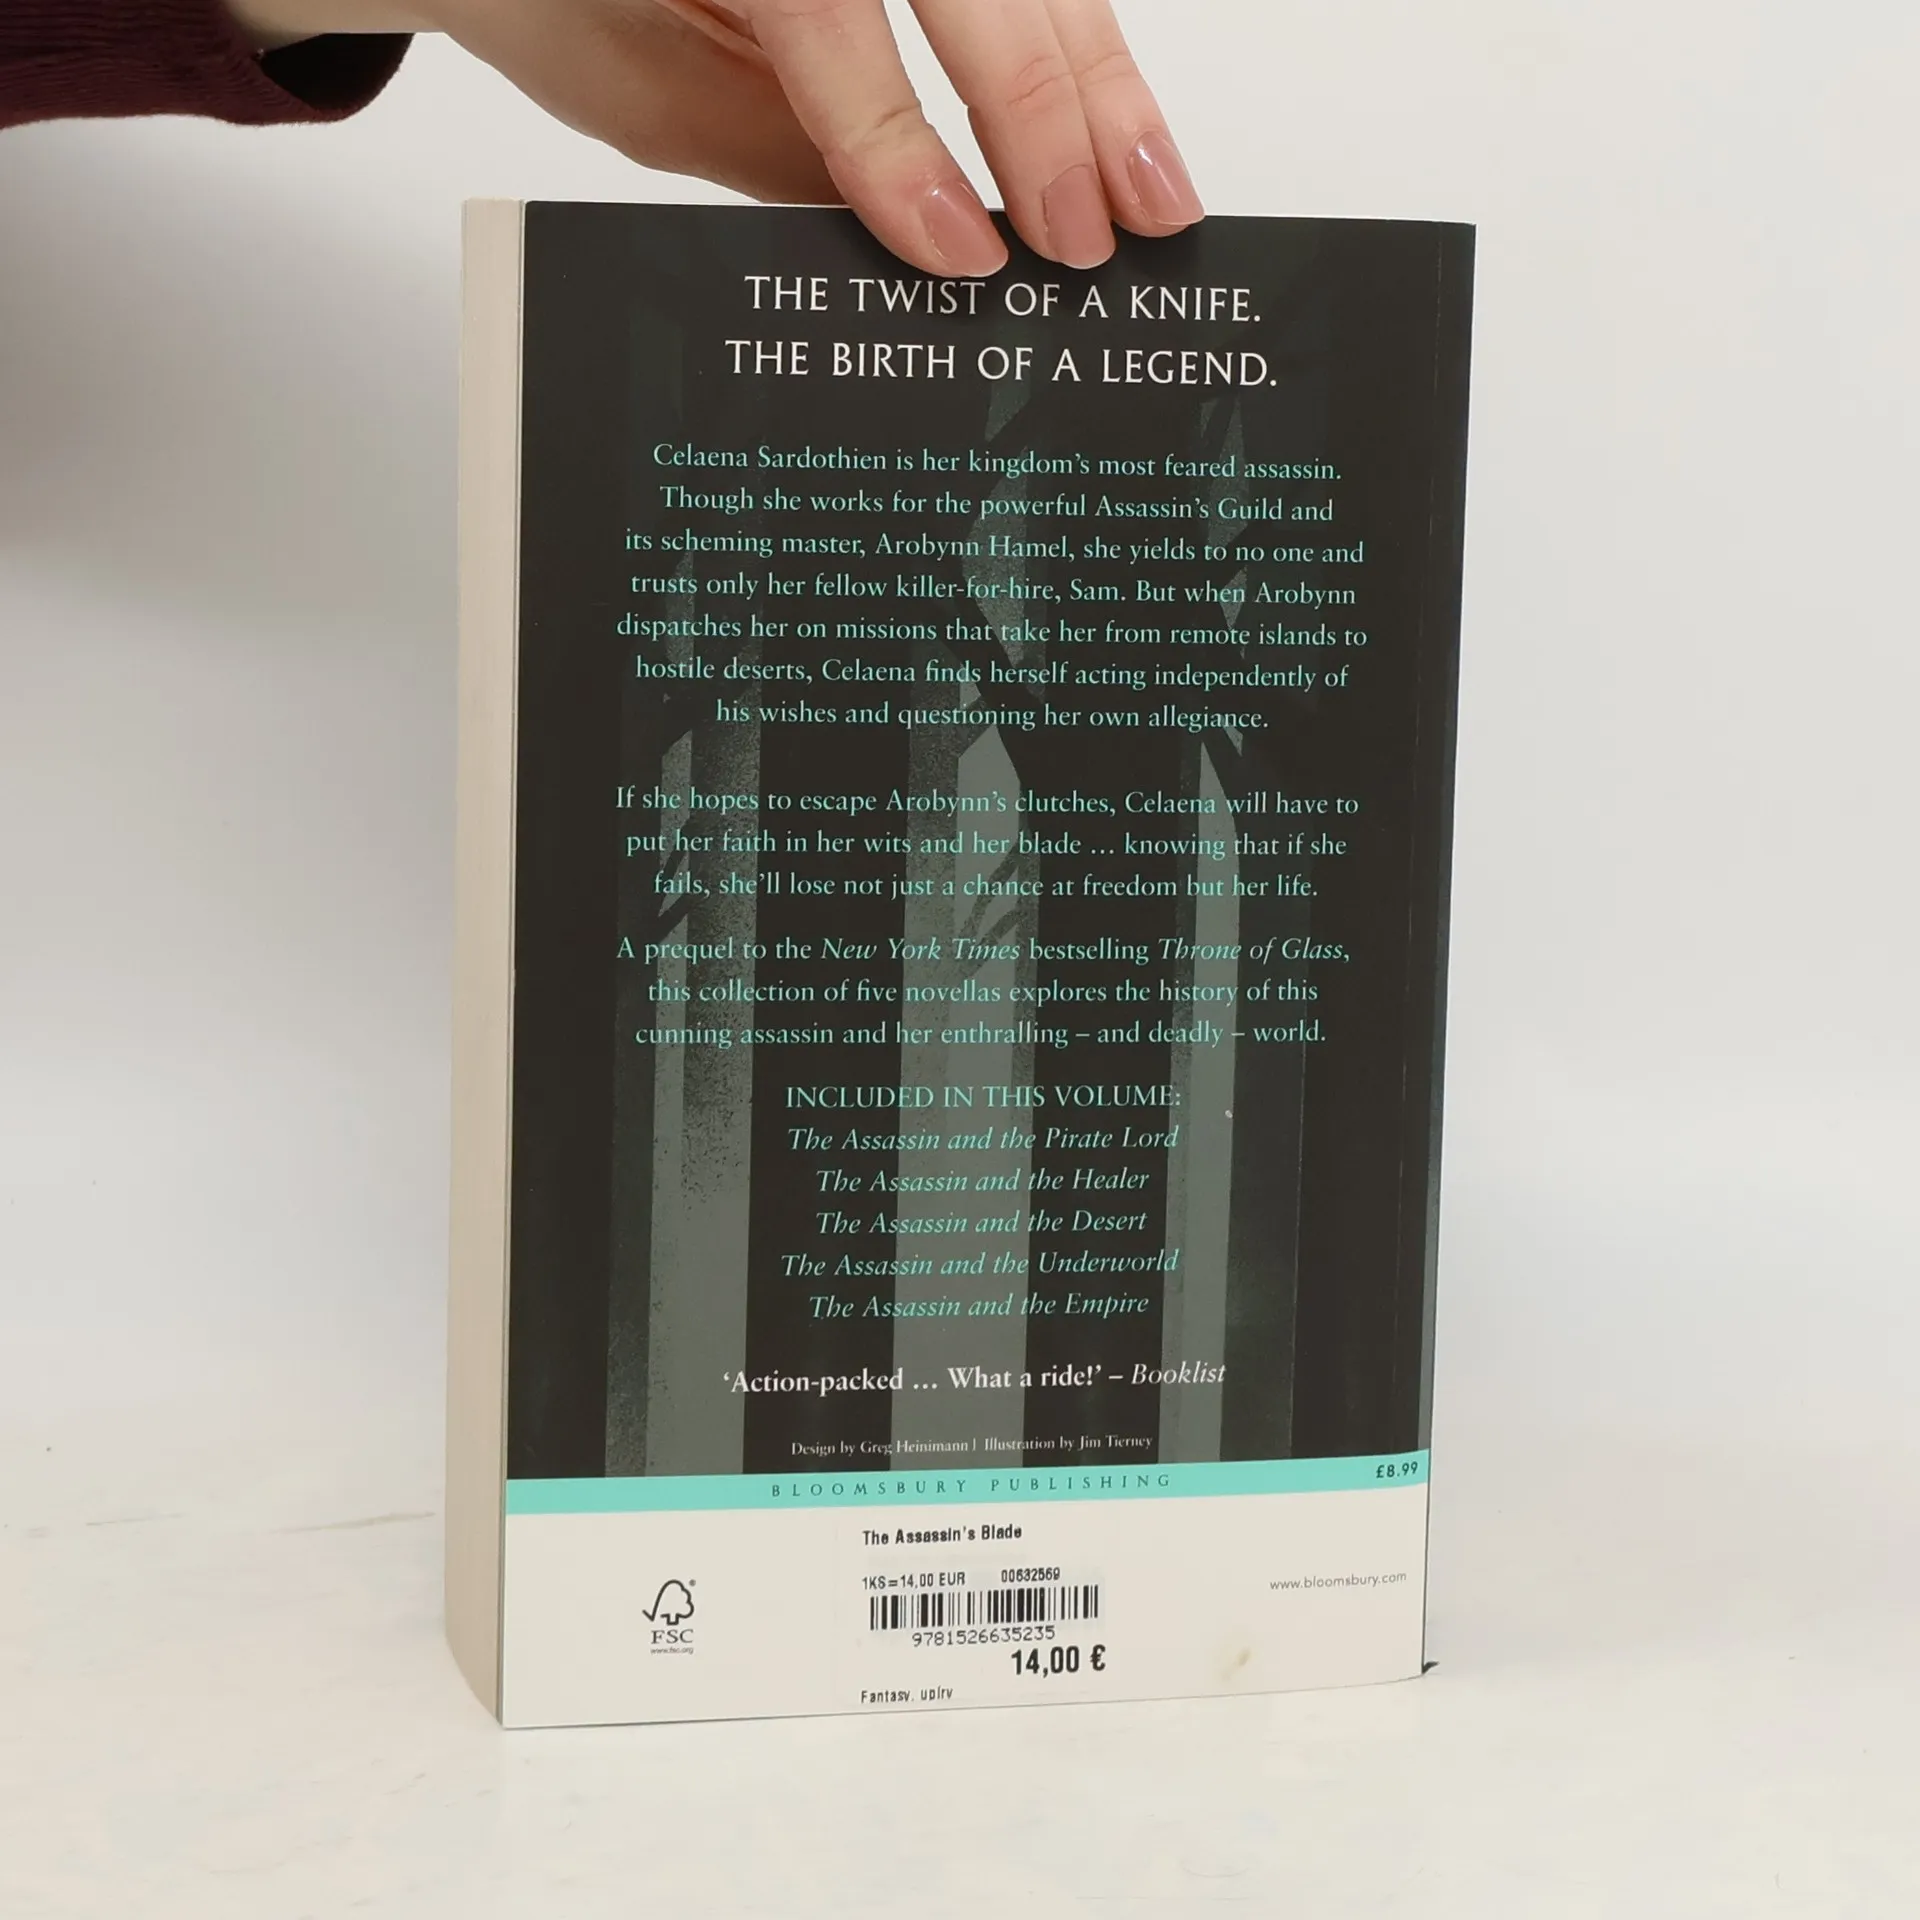 THE TWIST OF A KNIFE.
THE BIRTH OF A LEGEND.
Celaena Sardothien is her kingdom's most feared assassin.
Though she works for the powerful Assassin's Guild and
its scheming master, Arobynn Hamel, she yields to no one and
trusts only her fellow killer-for-hire, Sam. But when Arobynn
dispatches her on missions that take her from remote islands to
hostile deserts, Celaena finds herself acting independently of
his wishes and questioning her own allegiance.
If she hopes to escape Arobynn's clutches, Celaena will have to
put her faith in her wits and her blade ... knowing that if she
fails, she'll lose not just a chance at freedom but her life.
A prequel to the New York Times bestselling Throne of Glass,
this collection of five novellas explores the history of this
cunning assassin and her enthralling – and deadly – world.
INCLUDED IN THIS VOLUME:
The Assassin and the Pirate Lord
The Assassin and the Healer
The Assassin and the Desert
The Assassin and the Underworld
The Assassin and the Empire
'Action-packed ... What a ride!' – Booklist
Design by Greg Heinimann | Illustration by Jim Tierney
BLOOMSBURY PUBLISHING
£8.99
The Assassin's Blade
1KS=14,00 EUR 00632569
9781526635235
14,00 €
Fantasy, upíry
FSC
www.fsc.org
www.bloomsbury.com